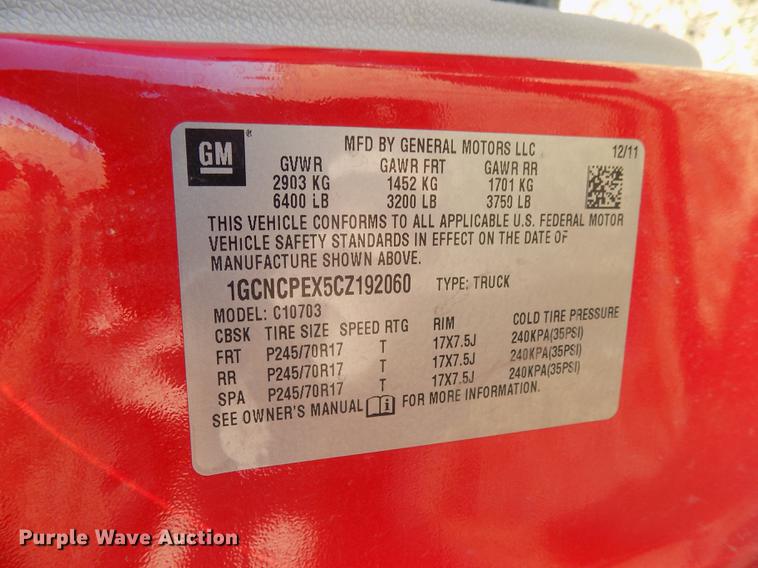 GM ®
MFD BY GENERAL MOTORS LLC 12/11
GVWR GAWR FRT GAWR RR
2903 KG 1452 KG 1701 KG
6400 LB 3200 LB 3750 LB
THIS VEHICLE CONFORMS TO ALL APPLICABLE U.S. FEDERAL MOTOR
VEHICLE SAFETY STANDARDS IN EFFECT ON THE DATE OF
MANUFACTURE SHOWN ABOVE.
1GCNCPEX5CZ192060 TYPE: TRUCK
MODEL: C10703
CBSK TIRE SIZE SPEED RTG RIM COLD TIRE PRESSURE
FRT P245/70R17 T 17X7.5J 240KPA(35PSI)
RR P245/70R17 T 17X7.5J 240KPA(35PSI)
SPA P245/70R17 T 17X7.5J 240KPA(35PSI)
SEE OWNER'S MANUAL i FOR MORE INFORMATION.
Purple Wave Auction®